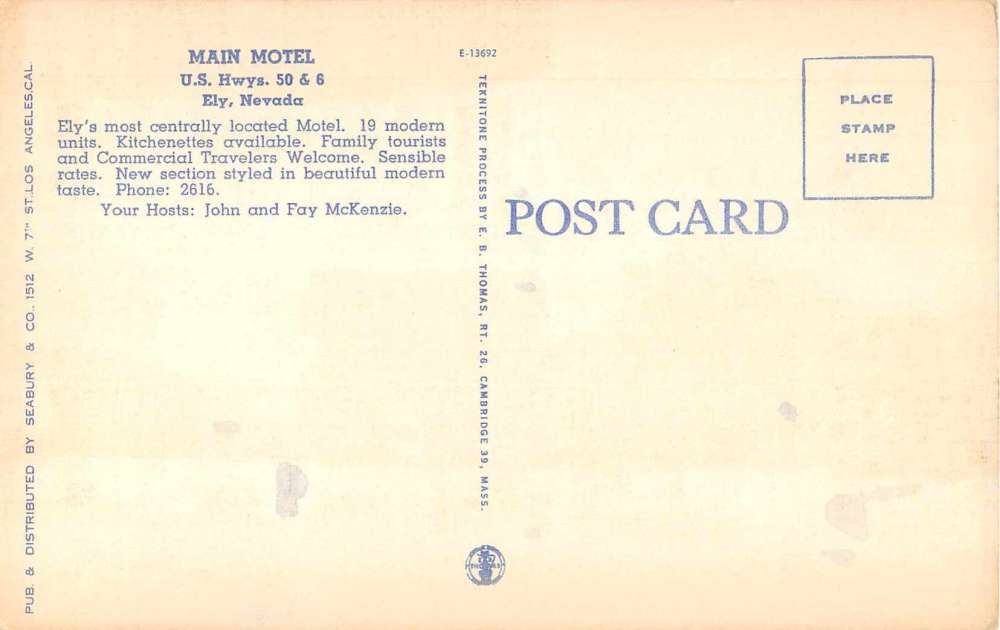 MAIN MOTEL
U.S. Hwys. 50 & 6
Ely, Nevada
Ely's most centrally located Motel. 19 modern
units. Kitchenettes available. Family tourists
and Commercial Travelers Welcome. Sensible
rates. New section styled in beautiful modern
taste. Phone: 2616.
Your Hosts: John and Fay McKenzie.
PUB. & DISTRIBUTED BY SEABURY & CO., 1512 W. 7TH ST., LOS ANGELES, CAL.
E-13692
TEKNITONE PROCESS BY E. B. THOMAS, RT. 26, CAMBRIDGE 39, MASS.
THOMAS
POST CARD
PLACE
STAMP
HERE